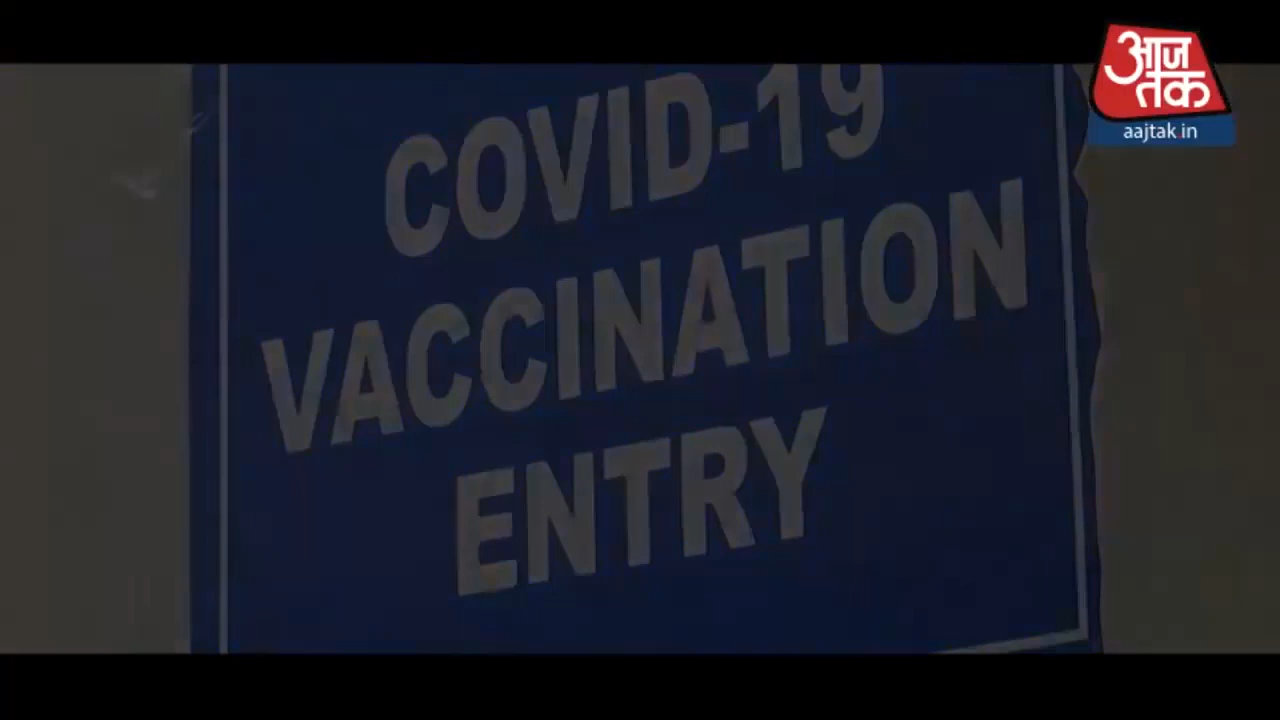 COVID-19
VACCINATION
ENTRY
आज
तक
aajtak.in